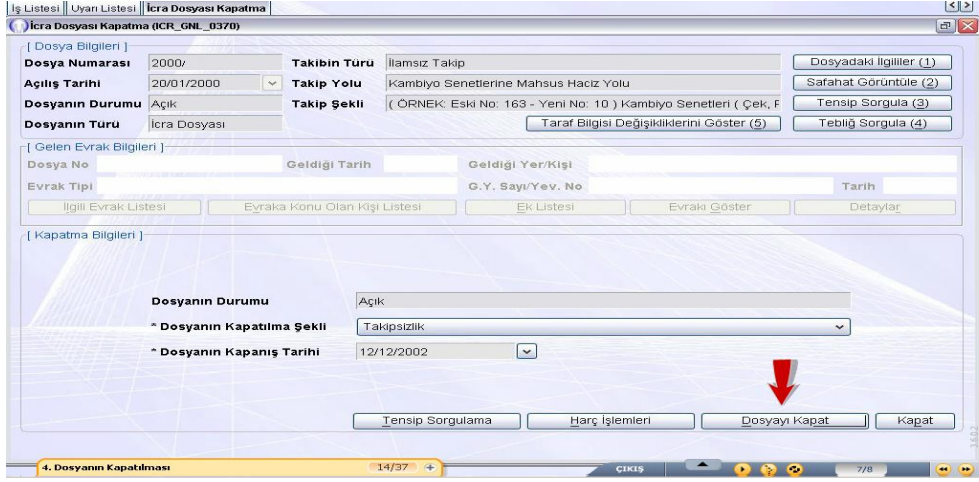 İş Listesi Uyarı Listesi İcra Dosyası Kapatma
İcra Dosyası Kapatma (ICR_GNL_0370)
[ Dosya Bilgileri ]
Dosya Numarası 2000/ Takibin Türü İlamsız Takip Dosyadaki İlgililer (1)
Açılış Tarihi 20/01/2000 Takip Yolu Kambiyo Senetlerine Mahsus Haciz Yolu Safahat Görüntüle (2)
Dosyanın Durumu Açık Takip Şekli ( ÖRNEK: Eski No: 163 - Yeni No: 10 ) Kambiyo Senetleri ( Çek, F Tensip Sorgula (3)
Dosyanın Türü İcra Dosyası Taraf Bilgisi Değişikliklerini Göster (5) Tebliğ Sorgula (4)
[ Gelen Evrak Bilgileri ]
Dosya No Geldiği Tarih Geldiği Yer/Kişi
Evrak Tipi G.Y. Sayı/Yev. No Tarih
İlgili Evrak Listesi Evraka Konu Olan Kişi Listesi Ek Listesi Evrakı Göster Detaylar
[ Kapatma Bilgileri ]
Dosyanın Durumu Açık
* Dosyanın Kapatılma Şekli Takipsizlik
* Dosyanın Kapanış Tarihi 12/12/2002
Tensip Sorgulama Harç İşlemleri Dosyayı Kapat Kapat
4. Dosyanın Kapatılması 14/37 + ÇIKIŞ 7/8